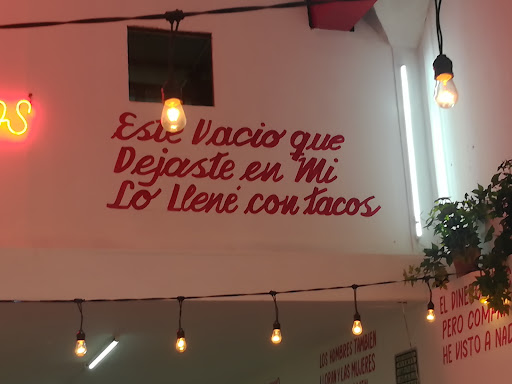 Este Vacio que
Dejaste en Mi
Lo Llené con tacos
EL DINE
PERO COMPR
HE VISTO A NAD
LOS HOMBRES TAMBIEN
LLORAN Y LAS MUJERES